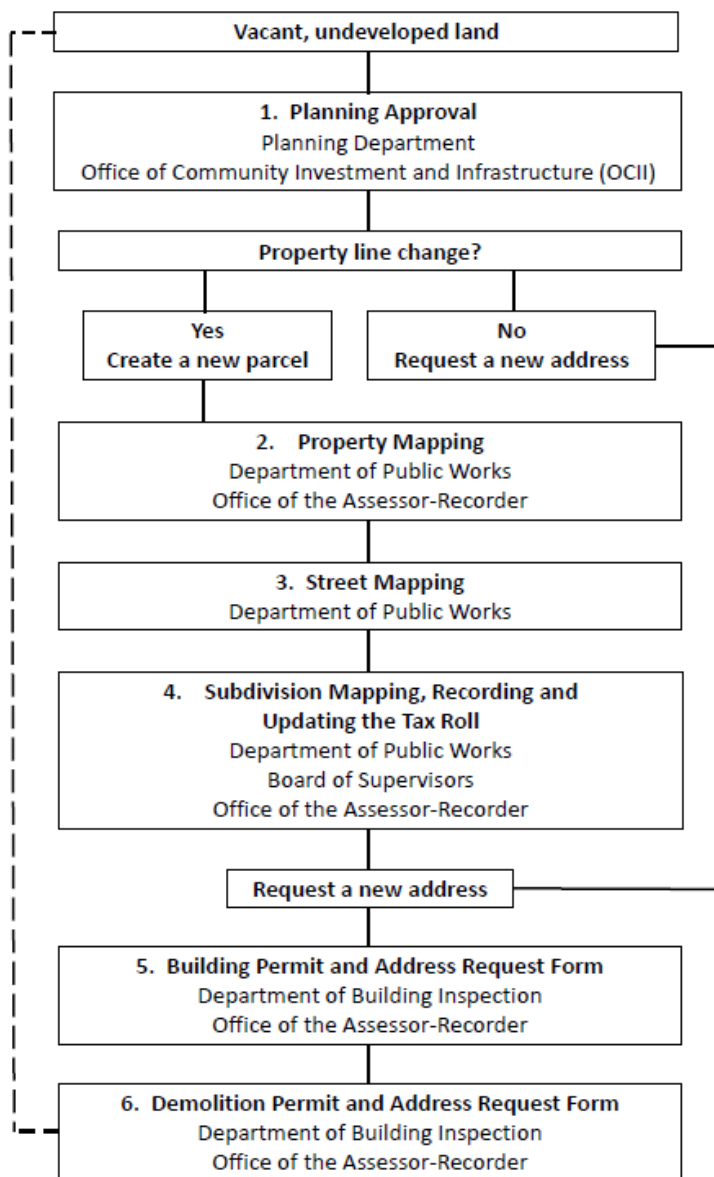 Vacant, undeveloped land
1. Planning Approval
Planning Department
Office of Community Investment and Infrastructure (OCII)
Property line change?
Yes
Create a new parcel
No
Request a new address
2. Property Mapping
Department of Public Works
Office of the Assessor-Recorder
3. Street Mapping
Department of Public Works
4. Subdivision Mapping, Recording and
Updating the Tax Roll
Department of Public Works
Board of Supervisors
Office of the Assessor-Recorder
Request a new address
5. Building Permit and Address Request Form
Department of Building Inspection
Office of the Assessor-Recorder
6. Demolition Permit and Address Request Form
Department of Building Inspection
Office of the Assessor-Recorder